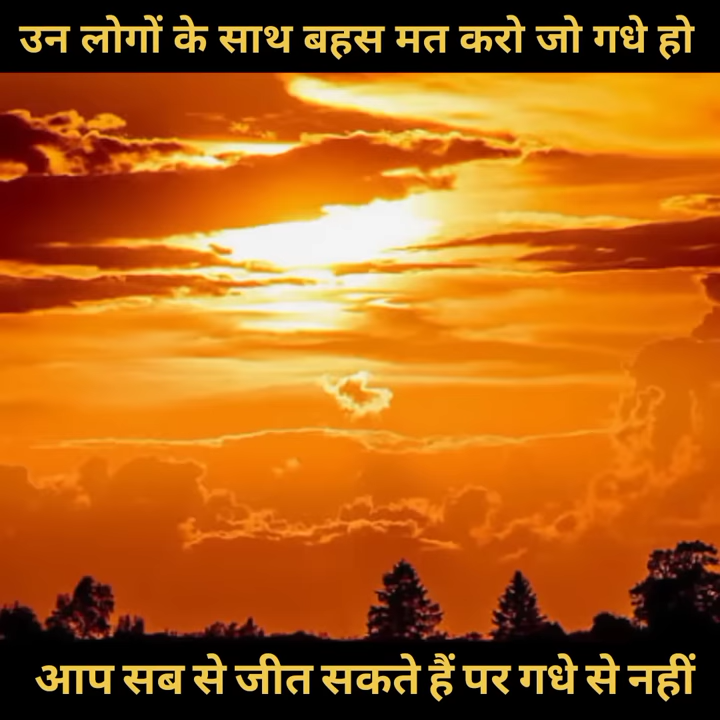 उन लोगों के साथ बहस मत करो जो गधे हो
आप सब से जीत सकते हैं पर गधे से नहीं